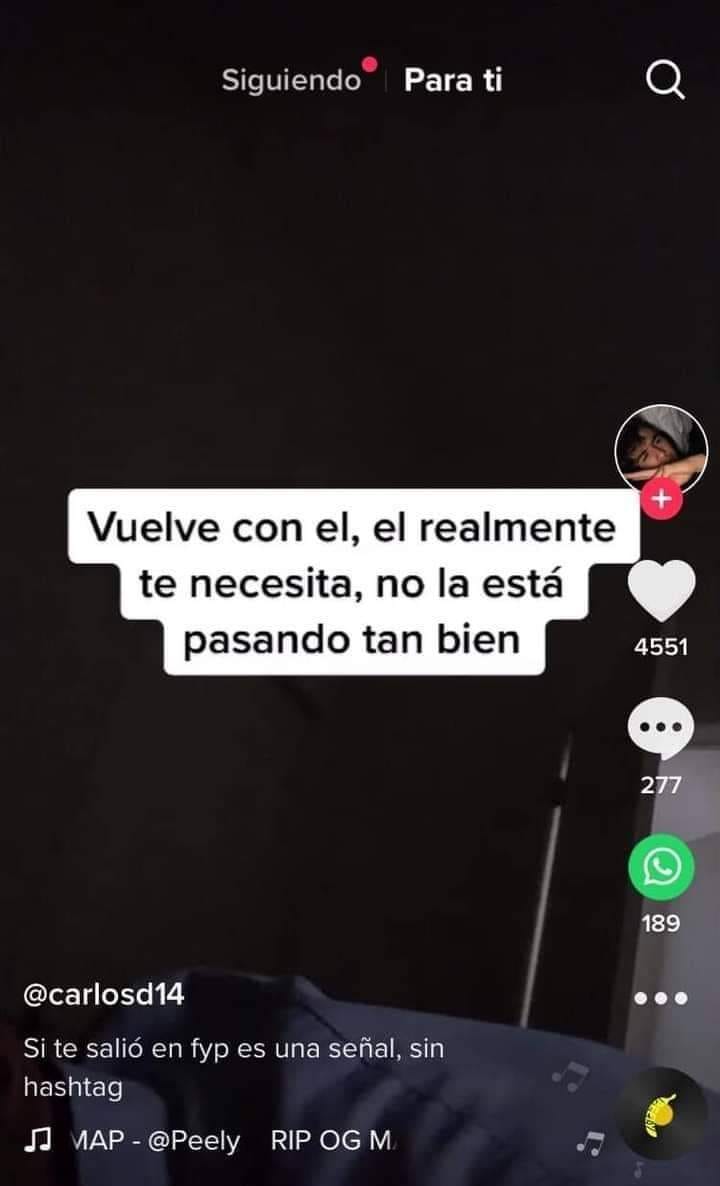 Siguiendo Para ti
Vuelve con el, el realmente
te necesita, no la está
pasando tan bien
4551
277
189
@carlosd14
Si te salió en fyp es una señal, sin
hashtag
MAP - @Peely RIP OG M